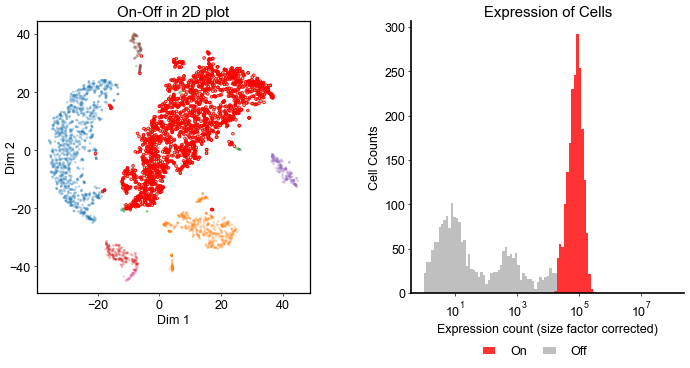 On-Off in 2D plot
40
20
0
−20
−40
Dim 2
−20
0
20
40
Dim 1
Expression of Cells
300
250
200
150
100
50
0
Cell Counts
10^1
10^3
10^5
10^7
Expression count (size factor corrected)
On
Off